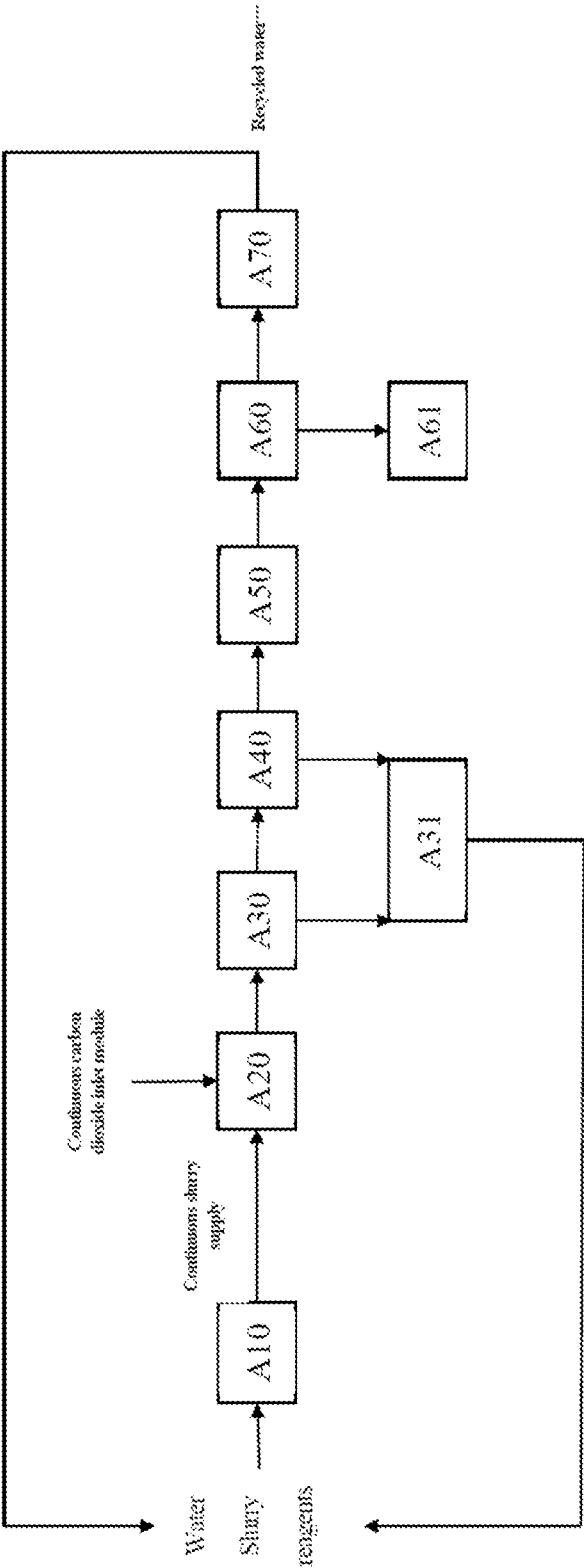 Water
Slurry
reagents
A10
Continuous slurry
supply
A20
Continuous carbon
dioxide inlet module
A30
A31
A40
A50
A60
A61
A70
Recycled water